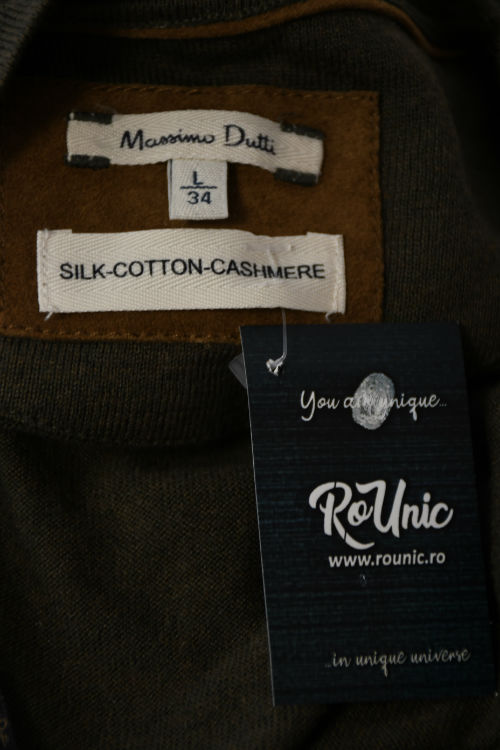 Massimo Dutti
L
34
SILK-COTTON-CASHMERE
You are unique...
RoUnic
www.rounic.ro
...in unique universe